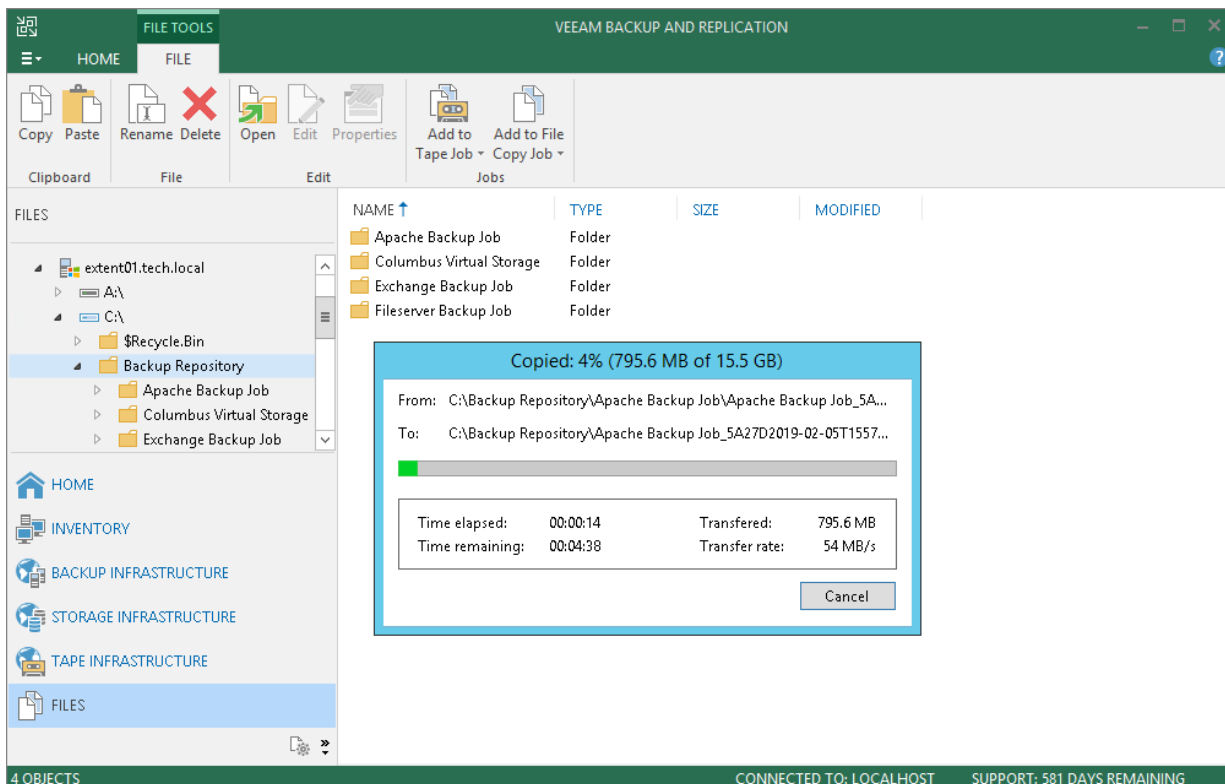 FILE TOOLS
VEEAM BACKUP AND REPLICATION
HOME FILE
?
Copy Paste Rename Delete Open Edit Properties Add to Tape Job Add to File Copy Job
Clipboard File Edit Jobs
FILES
NAME TYPE SIZE MODIFIED
Apache Backup Job Folder
Columbus Virtual Storage Folder
Exchange Backup Job Folder
Fileserver Backup Job Folder
extent01.tech.local
A:\
C:\
$Recycle.Bin
Backup Repository
Apache Backup Job
Columbus Virtual Storage
Exchange Backup Job
Copied: 4% (795.6 MB of 15.5 GB)
From: C:\Backup Repository\Apache Backup Job\Apache Backup Job_5A...
To: C:\Backup Repository\Apache Backup Job_5A27D2019-02-05T1557...
Time elapsed: 00:00:14 Transfered: 795.6 MB
Time remaining: 00:04:38 Transfer rate: 54 MB/s
Cancel
HOME
INVENTORY
BACKUP INFRASTRUCTURE
STORAGE INFRASTRUCTURE
TAPE INFRASTRUCTURE
FILES
4 OBJECTS CONNECTED TO: LOCALHOST SUPPORT: 581 DAYS REMAINING